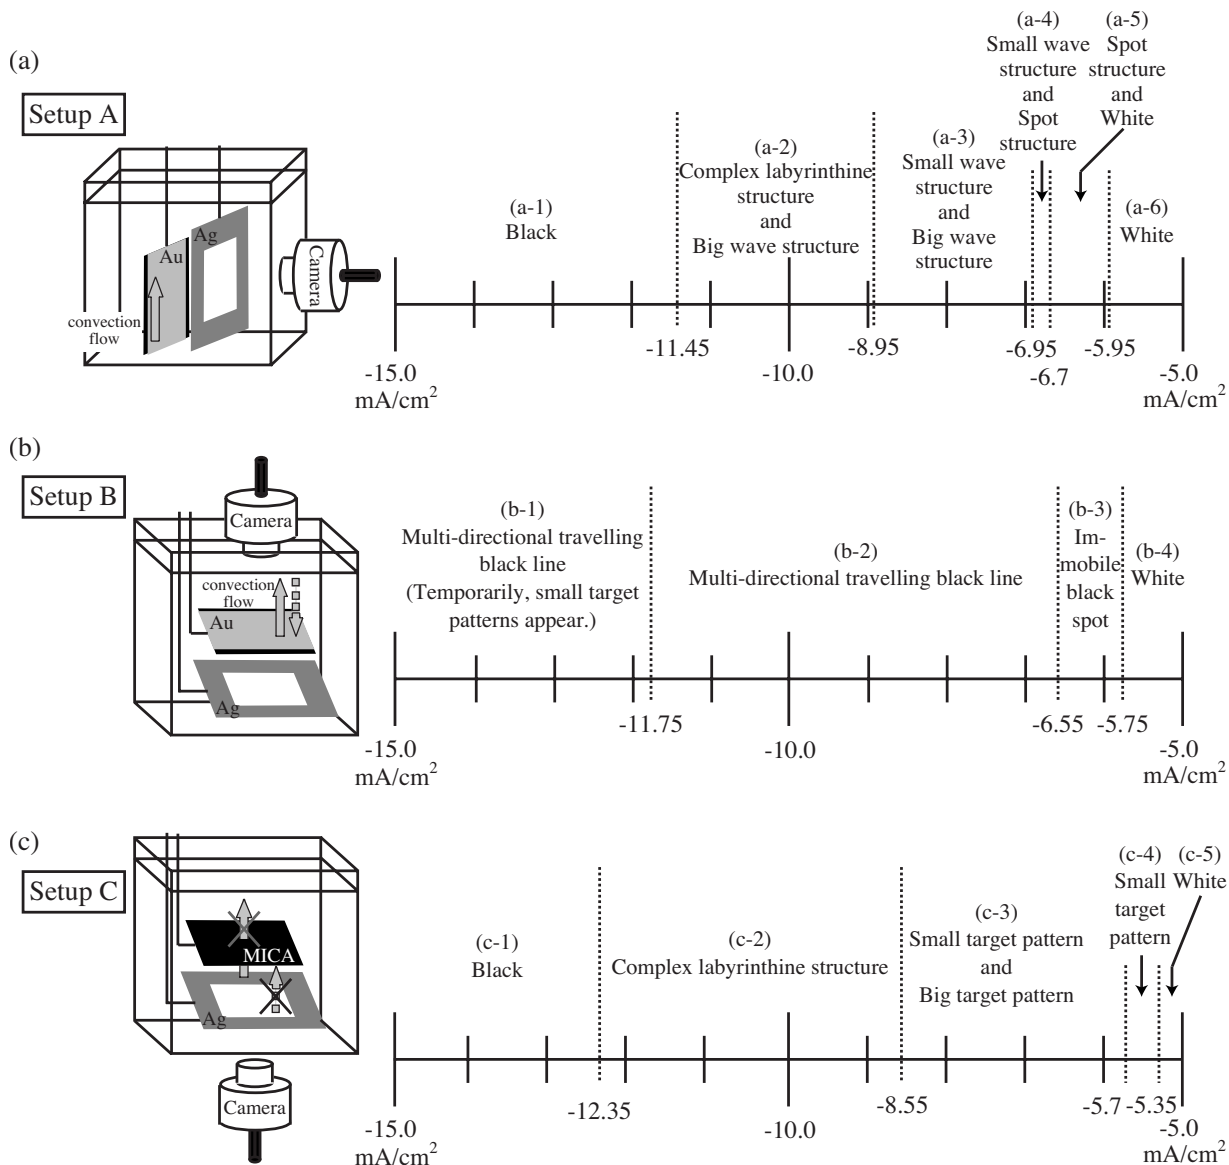 (a)
Setup A
Au
Ag
convection
flow
Camera
(a-1)
Black
(a-2)
Complex labyrinthine
structure
and
Big wave structure
(a-3)
Small wave
structure
and
Big wave
structure
(a-4)
Small wave
structure
and
Spot
structure
(a-5)
Spot
structure
and
White
(a-6)
White
-15.0
mA/cm²
-11.45
-10.0
-8.95
-6.95
-6.7
-5.95
-5.0
mA/cm²
(b)
Setup B
Camera
convection
flow
Au
Ag
(b-1)
Multi-directional travelling
black line
(Temporarily, small target
patterns appear.)
(b-2)
Multi-directional travelling black line
(b-3)
Im-
mobile
black
spot
(b-4)
White
-15.0
mA/cm²
-11.75
-10.0
-6.55
-5.75
-5.0
mA/cm²
(c)
Setup C
MICA
Ag
Camera
(c-1)
Black
(c-2)
Complex labyrinthine structure
(c-3)
Small target pattern
and
Big target pattern
(c-4)
Small
target
pattern
(c-5)
White
-15.0
mA/cm²
-12.35
-10.0
-8.55
-5.7
-5.35
-5.0
mA/cm²